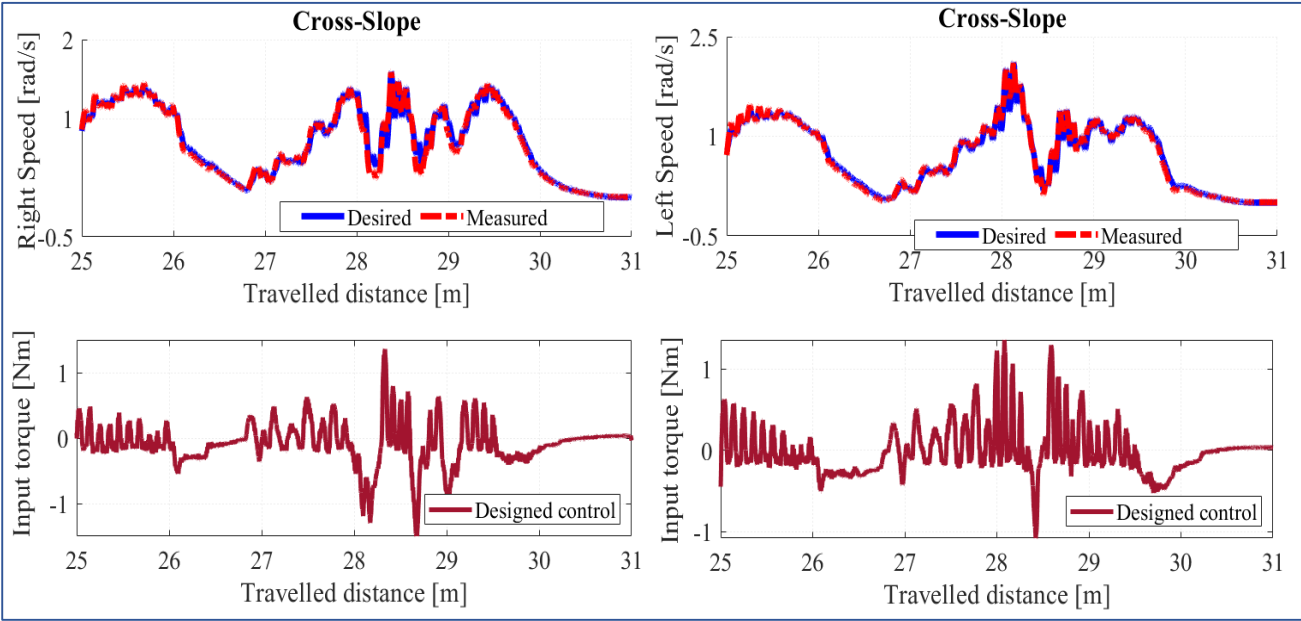 Cross-Slope
Right Speed [rad/s]
2
1
-0.5
Desired
Measured
25 26 27 28 29 30 31
Travelled distance [m]
Cross-Slope
Left Speed [rad/s]
2.5
1
-0.5
Desired
Measured
25 26 27 28 29 30 31
Travelled distance [m]
Input torque [Nm]
1
0
-1
Designed control
25 26 27 28 29 30 31
Travelled distance [m]
Input torque [Nm]
1
0
-1
Designed control
25 26 27 28 29 30 31
Travelled distance [m]